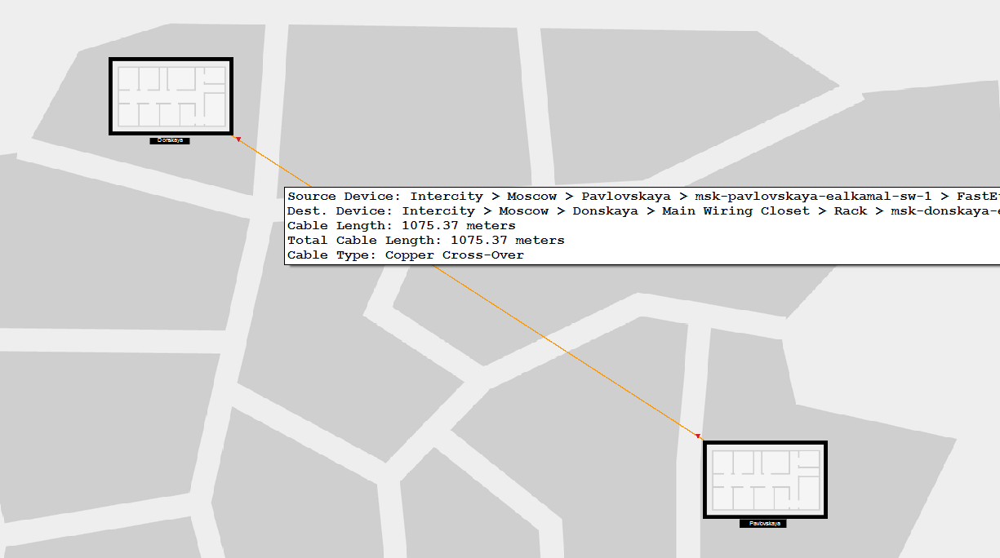 Donskaya
Source Device: Intercity > Moscow > Pavlovskaya > msk-pavlovskaya-ealkamal-sw-1 > FastE
Dest. Device: Intercity > Moscow > Donskaya > Main Wiring Closet > Rack > msk-donskaya-e
Cable Length: 1075.37 meters
Total Cable Length: 1075.37 meters
Cable Type: Copper Cross-Over
Pavlovskaya